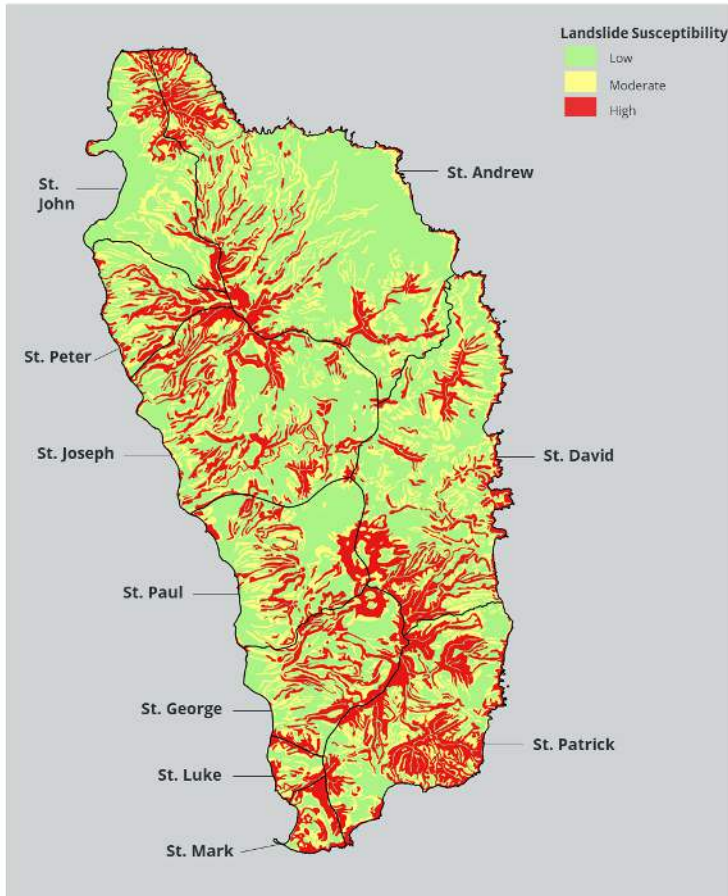 Landslide Susceptibility
Low
Moderate
High
St. Andrew
St.
John
St. Peter
St. Joseph
St. David
St. Paul
St. George
St. Patrick
St. Luke
St. Mark